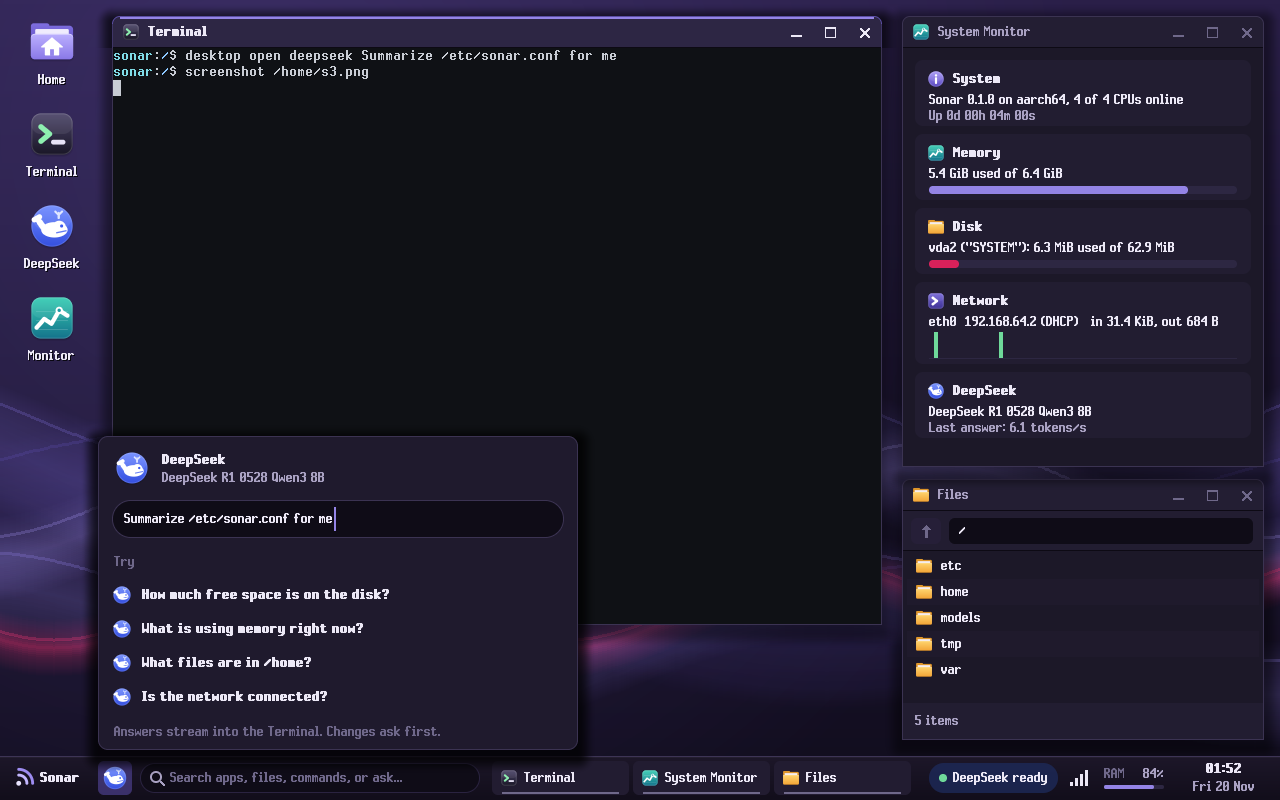 Home
Terminal
DeepSeek
Monitor
Terminal
sonar:/$ desktop open deepseek Summarize /etc/sonar.conf for me
sonar:/$ screenshot /home/s3.png
DeepSeek
DeepSeek R1 0528 Qwen3 8B
Summarize /etc/sonar.conf for me
Try
How much free space is on the disk?
What is using memory right now?
What files are in /home?
Is the network connected?
Answers stream into the Terminal. Changes ask first.
System Monitor
System
Sonar 0.1.0 on aarch64, 4 of 4 CPUs online
Up 0d 00h 04m 00s
Memory
5.4 GiB used of 6.4 GiB
Disk
vda2 ("SYSTEM"): 6.3 MiB used of 62.9 MiB
Network
eth0 192.168.64.2 (DHCP) in 31.4 KiB, out 684 B
DeepSeek
DeepSeek R1 0528 Qwen3 8B
Last answer: 6.1 tokens/s
Files
/
etc
home
models
tmp
var
5 items
Sonar
Search apps, files, commands, or ask...
Terminal
System Monitor
Files
DeepSeek ready
RAM 84%
01:52
Fri 20 Nov